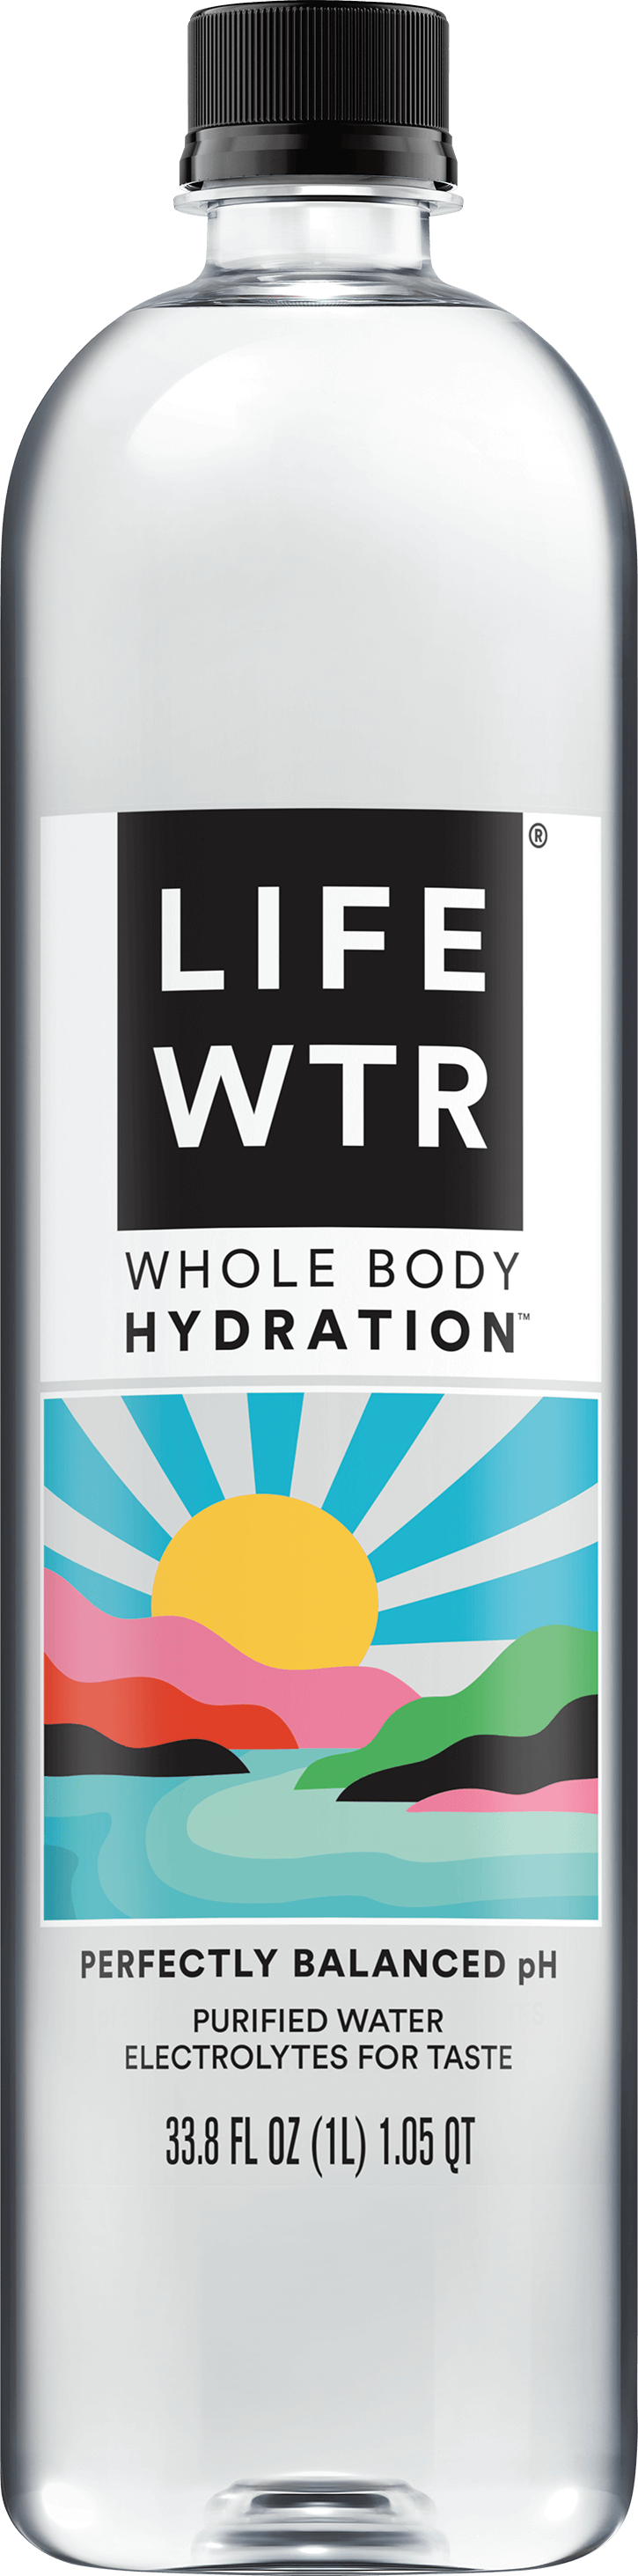 LIFE
WTR®
WHOLE BODY
HYDRATION™
PERFECTLY BALANCED pH
PURIFIED WATER
ELECTROLYTES FOR TASTE
33.8 FL OZ (1L) 1.05 QT